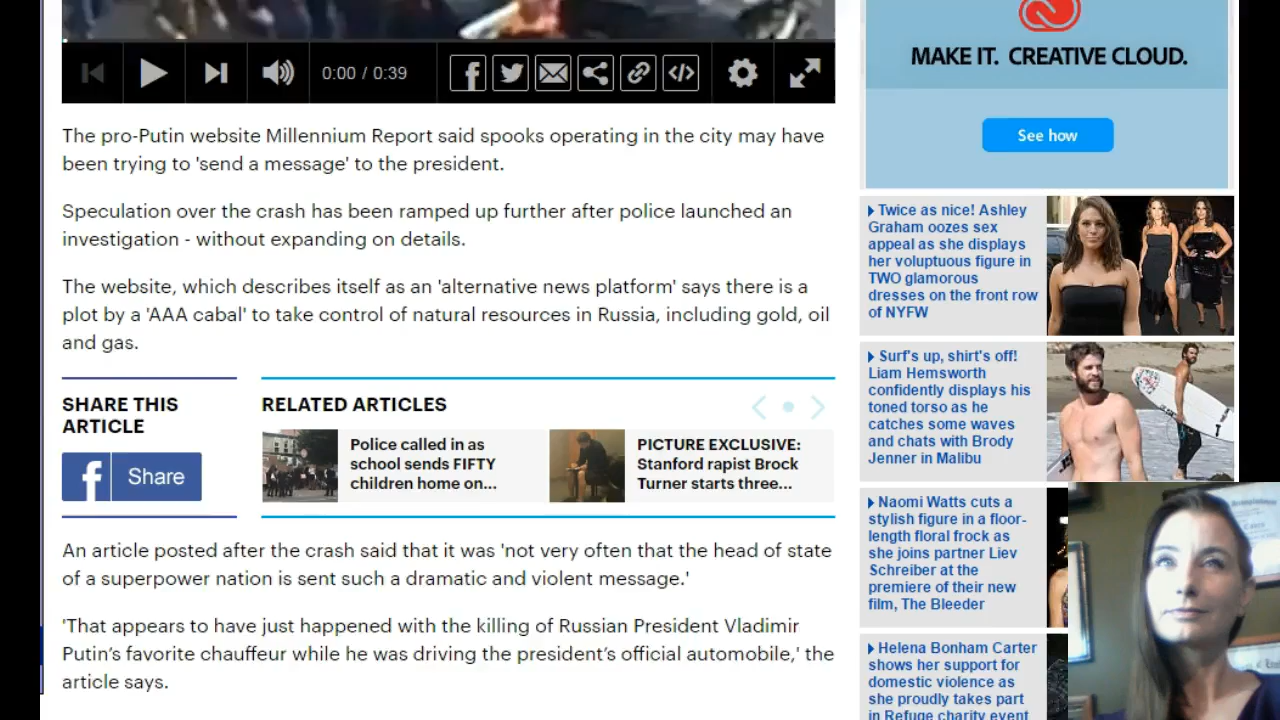 0:00 / 0:39
The pro-Putin website Millennium Report said spooks operating in the city may have
been trying to 'send a message' to the president.
Speculation over the crash has been ramped up further after police launched an
investigation - without expanding on details.
The website, which describes itself as an 'alternative news platform' says there is a
plot by a 'AAA cabal' to take control of natural resources in Russia, including gold, oil
and gas.
SHARE THIS
ARTICLE
f Share
RELATED ARTICLES
Police called in as
school sends FIFTY
children home on...
PICTURE EXCLUSIVE:
Stanford rapist Brock
Turner starts three...
An article posted after the crash said that it was 'not very often that the head of state
of a superpower nation is sent such a dramatic and violent message.'
'That appears to have just happened with the killing of Russian President Vladimir
Putin’s favorite chauffeur while he was driving the president’s official automobile,' the
article says.
MAKE IT. CREATIVE CLOUD.
See how
Twice as nice! Ashley
Graham oozes sex
appeal as she displays
her voluptuous figure in
TWO glamorous
dresses on the front row
of NYFW
Surf's up, shirt's off!
Liam Hemsworth
confidently displays his
toned torso as he
catches some waves
and chats with Brody
Jenner in Malibu
Naomi Watts cuts a
stylish figure in a floor-
length floral frock as
she joins partner Liev
Schreiber at the
premiere of their new
film, The Bleeder
Helena Bonham Carter
shows her support for
domestic violence as
she proudly takes part
in Refuge charity event